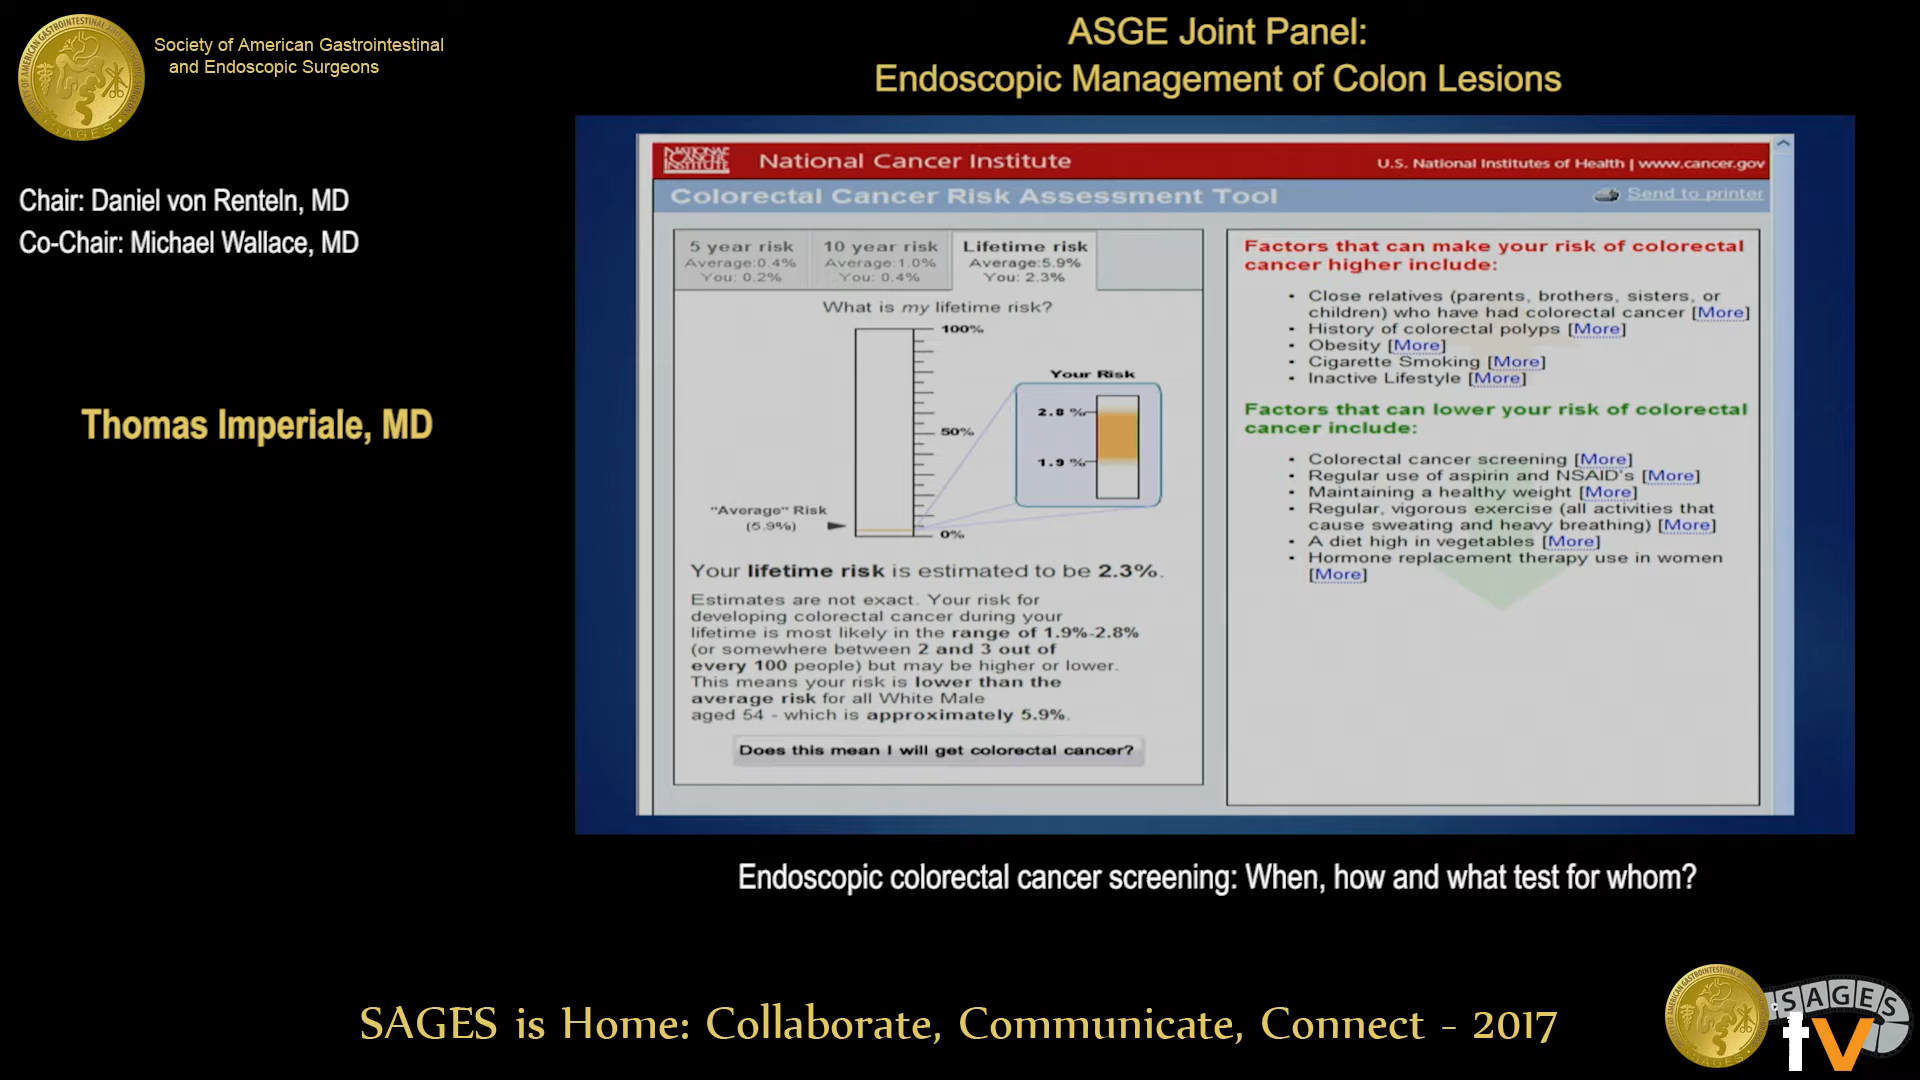 Society of American Gastrointestinal
and Endoscopic Surgeons
ASGE Joint Panel:
Endoscopic Management of Colon Lesions
Chair: Daniel von Renteln, MD
Co-Chair: Michael Wallace, MD
Thomas Imperiale, MD
NATIONAL
CANCER
INSTITUTE
National Cancer Institute
U.S. National Institutes of Health | www.cancer.gov
Colorectal Cancer Risk Assessment Tool
Send to printer
5 year risk
Average:0.4%
You: 0.2%
10 year risk
Average:1.0%
You: 0.4%
Lifetime risk
Average:5.9%
You: 2.3%
What is my lifetime risk?
100%
50%
0%
"Average" Risk
(5.9%)
Your Risk
2.8 %
1.9 %
Your lifetime risk is estimated to be 2.3%.
Estimates are not exact. Your risk for
developing colorectal cancer during your
lifetime is most likely in the range of 1.9%-2.8%
(or somewhere between 2 and 3 out of
every 100 people) but may be higher or lower.
This means your risk is lower than the
average risk for all White Male
aged 54 - which is approximately 5.9%.
Does this mean I will get colorectal cancer?
Factors that can make your risk of colorectal
cancer higher include:
• Close relatives (parents, brothers, sisters, or
children) who have had colorectal cancer [More]
• History of colorectal polyps [More]
• Obesity [More]
• Cigarette Smoking [More]
• Inactive Lifestyle [More]
Factors that can lower your risk of colorectal
cancer include:
• Colorectal cancer screening [More]
• Regular use of aspirin and NSAID's [More]
• Maintaining a healthy weight [More]
• Regular, vigorous exercise (all activities that
cause sweating and heavy breathing) [More]
• A diet high in vegetables [More]
• Hormone replacement therapy use in women
[More]
Endoscopic colorectal cancer screening: When, how and what test for whom?
SAGES is Home: Collaborate, Communicate, Connect - 2017
SAGES
tv